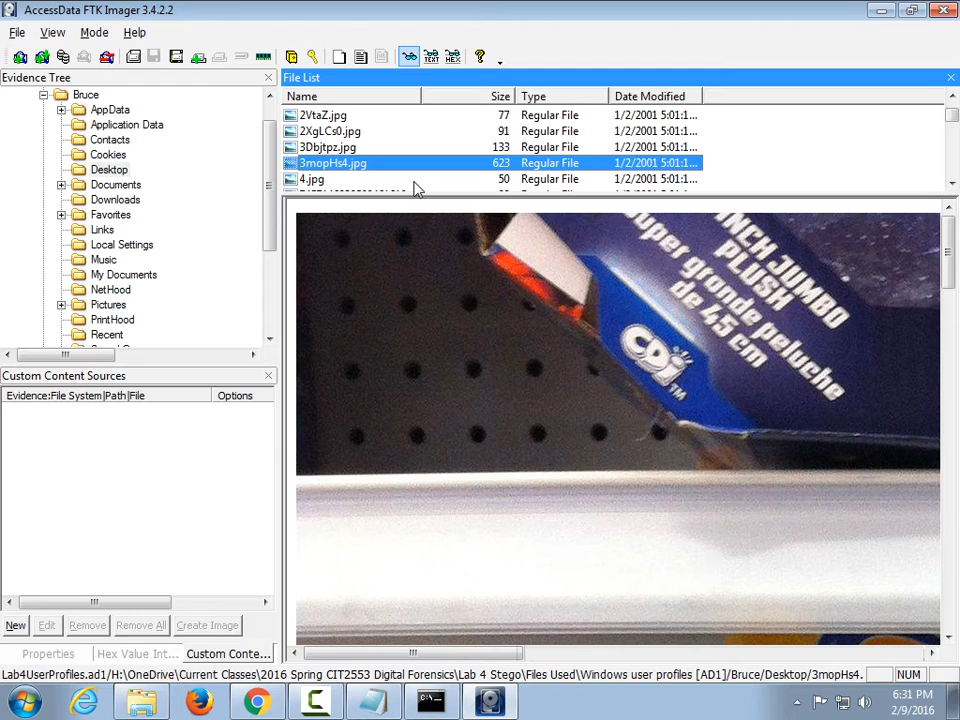 AccessData FTK Imager 3.4.2.2
File View Mode Help
Evidence Tree
Bruce
AppData
Application Data
Contacts
Cookies
Desktop
Documents
Downloads
Favorites
Links
Local Settings
Music
My Documents
NetHood
Pictures
PrintHood
Recent
Custom Content Sources
Evidence:File System|Path|File Options
New Edit Remove Remove All Create Image
Properties Hex Value Int... Custom Conte...
File List
Name Size Type Date Modified
2VtaZ.jpg 77 Regular File 1/2/2001 5:01:1...
2XgLCs0.jpg 91 Regular File 1/2/2001 5:01:1...
3Dbjtpz.jpg 133 Regular File 1/2/2001 5:01:1...
3mopHs4.jpg 623 Regular File 1/2/2001 5:01:1...
4.jpg 50 Regular File 1/2/2001 5:01:1...
INCH JUMBO
PLUSH
super gronde peluche
de 45 cm
CDi
TM
Lab4UserProfiles.ad1/H:\OneDrive\Current Classes\2016 Spring CIT2553 Digital Forensics\Lab 4 Stego\Files Used\Windows user profiles [AD1]/Bruce/Desktop/3mopHs4. NUM
6:31 PM
2/9/2016